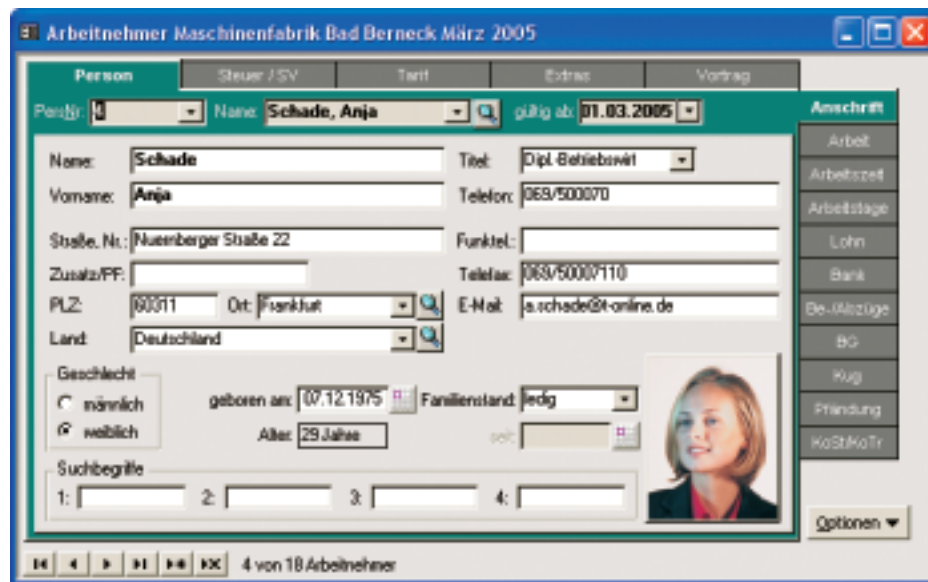 Arbeitnehmer Maschinenfabrik Bad Berneck März 2005
Person Steuer / SV Tarif Extras Vortrag
PersNr: 4 Name: Schade, Anja gültig ab: 01.03.2005 Anschrift
Arbeit
Name: Schade Titel: Dipl.-Betriebswirt
Arbeitszeit
Vorname: Anja Telefon: 069/500070
Arbeitstage
Straße, Nr.: Nuernberger Straße 22 Funktel.:
Lohn
Zusatz/PF: Telefax: 069/50007110
Bank
PLZ: 60311 Ort: Frankfurt E-Mail: a.schade@t-online.de
Be-/Abzüge
Land: Deutschland
BG
Geschlecht
Kug
männlich geboren am: 07.12.1975 Familienstand: ledig
Pfändung
weiblich Alter: 29 Jahre seit:
KoSt/KoTr
Suchbegriffe
1: 2: 3: 4:
Optionen
4 von 18 Arbeitnehmer